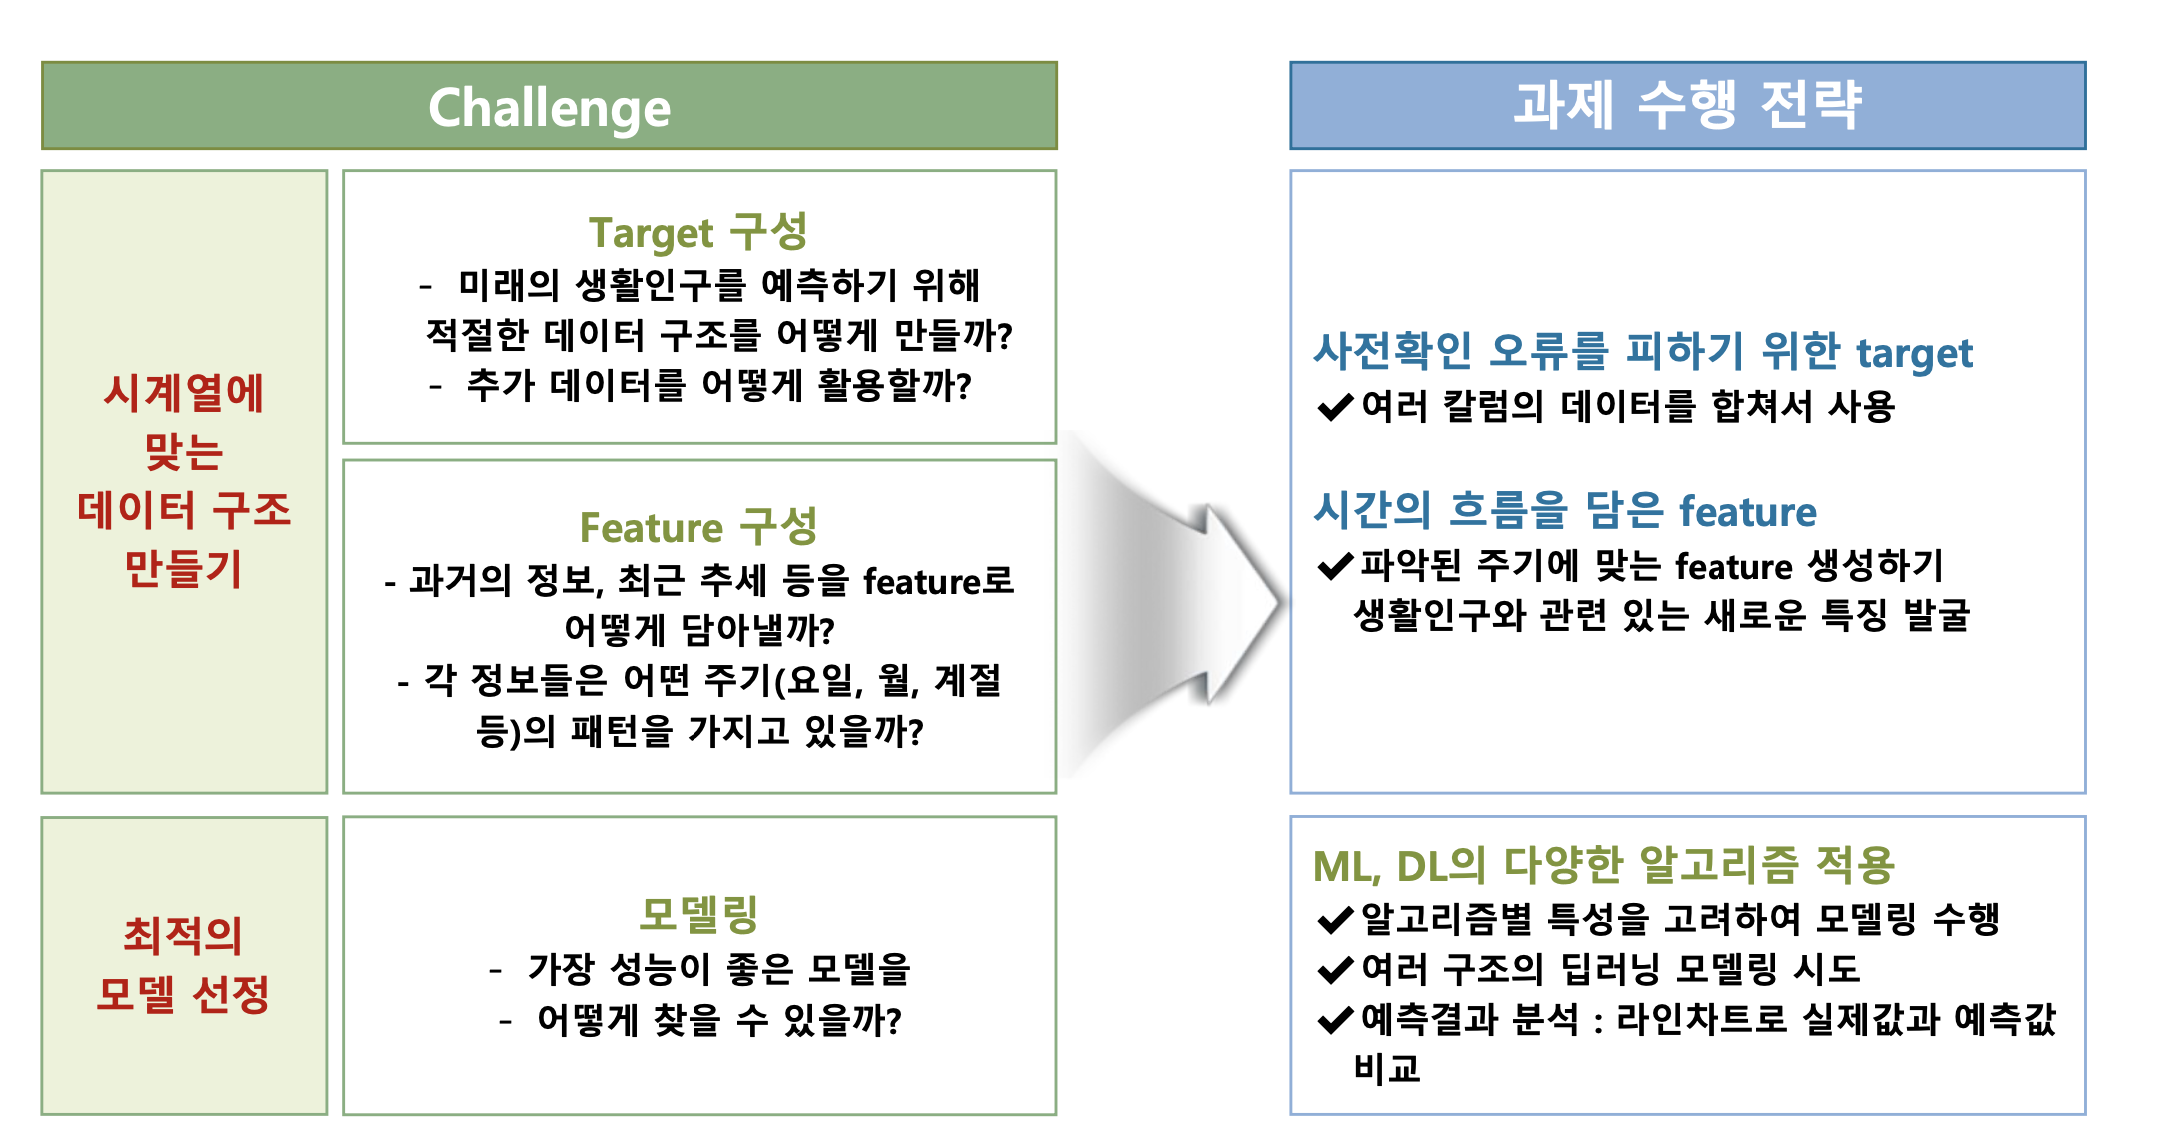 Challenge
과제 수행 전략
시계열에
맞는
데이터 구조
만들기
Target 구성
- 미래의 생활인구를 예측하기 위해
적절한 데이터 구조를 어떻게 만들까?
- 추가 데이터를 어떻게 활용할까?
Feature 구성
- 과거의 정보, 최근 추세 등을 feature로
어떻게 담아낼까?
- 각 정보들은 어떤 주기(요일, 월, 계절
등)의 패턴을 가지고 있을까?
사전확인 오류를 피하기 위한 target
✔여러 칼럼의 데이터를 합쳐서 사용
시간의 흐름을 담은 feature
✔파악된 주기에 맞는 feature 생성하기
생활인구와 관련 있는 새로운 특징 발굴
최적의
모델 선정
모델링
- 가장 성능이 좋은 모델을
- 어떻게 찾을 수 있을까?
ML, DL의 다양한 알고리즘 적용
✔알고리즘별 특성을 고려하여 모델링 수행
✔여러 구조의 딥러닝 모델링 시도
✔예측결과 분석 : 라인차트로 실제값과 예측값
비교